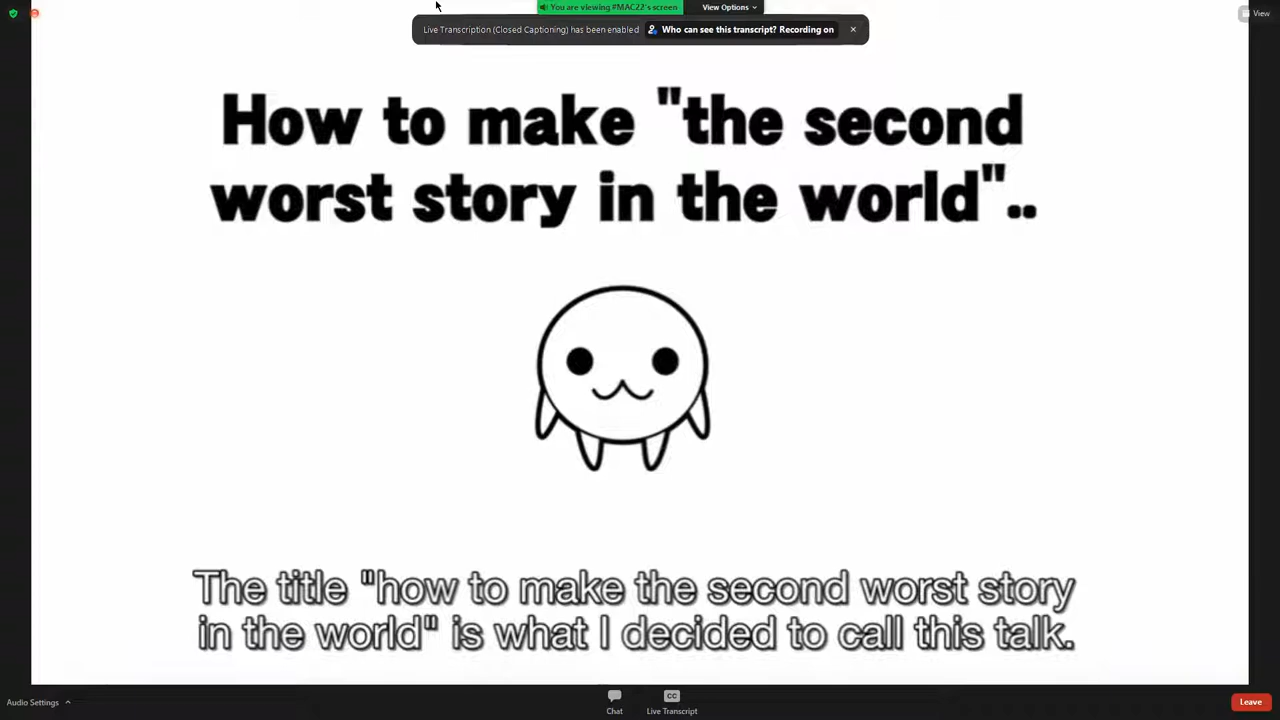 You are viewing #MAC22's screen
View Options
View
Live Transcription (Closed Captioning) has been enabled
Who can see this transcript? Recording on
How to make "the second
worst story in the world"..
The title "how to make the second worst story
in the world" is what I decided to call this talk.
Audio Settings
Chat
CC
Live Transcript
Leave